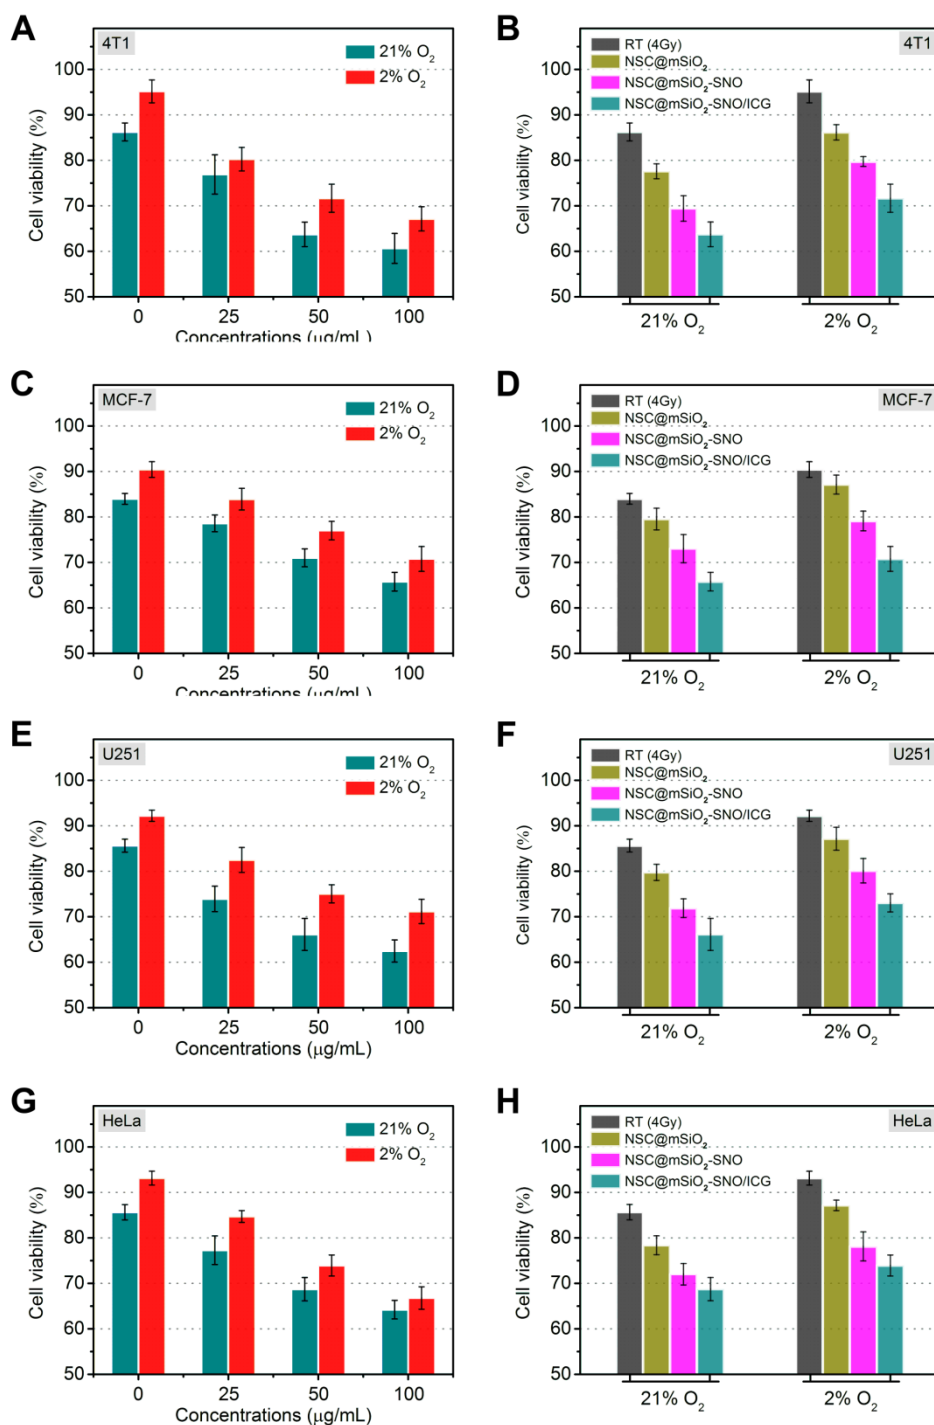 A
4T1
21% O₂
2% O₂
Cell viability (%)
100
90
80
70
60
50
0 25 50 100
Concentrations (µg/mL)
B
4T1
RT (4Gy)
NSC@mSiO₂
NSC@mSiO₂-SNO
NSC@mSiO₂-SNO/ICG
Cell viability (%)
100
90
80
70
60
50
21% O₂ 2% O₂
C
MCF-7
21% O₂
2% O₂
Cell viability (%)
100
90
80
70
60
50
0 25 50 100
Concentrations (µg/mL)
D
MCF-7
RT (4Gy)
NSC@mSiO₂
NSC@mSiO₂-SNO
NSC@mSiO₂-SNO/ICG
Cell viability (%)
100
90
80
70
60
50
21% O₂ 2% O₂
E
U251
21% O₂
2% O₂
Cell viability (%)
100
90
80
70
60
50
0 25 50 100
Concentrations (µg/mL)
F
U251
RT (4Gy)
NSC@mSiO₂
NSC@mSiO₂-SNO
NSC@mSiO₂-SNO/ICG
Cell viability (%)
100
90
80
70
60
50
21% O₂ 2% O₂
G
HeLa
21% O₂
2% O₂
Cell viability (%)
100
90
80
70
60
50
0 25 50 100
Concentrations (µg/mL)
H
HeLa
RT (4Gy)
NSC@mSiO₂
NSC@mSiO₂-SNO
NSC@mSiO₂-SNO/ICG
Cell viability (%)
100
90
80
70
60
50
21% O₂ 2% O₂